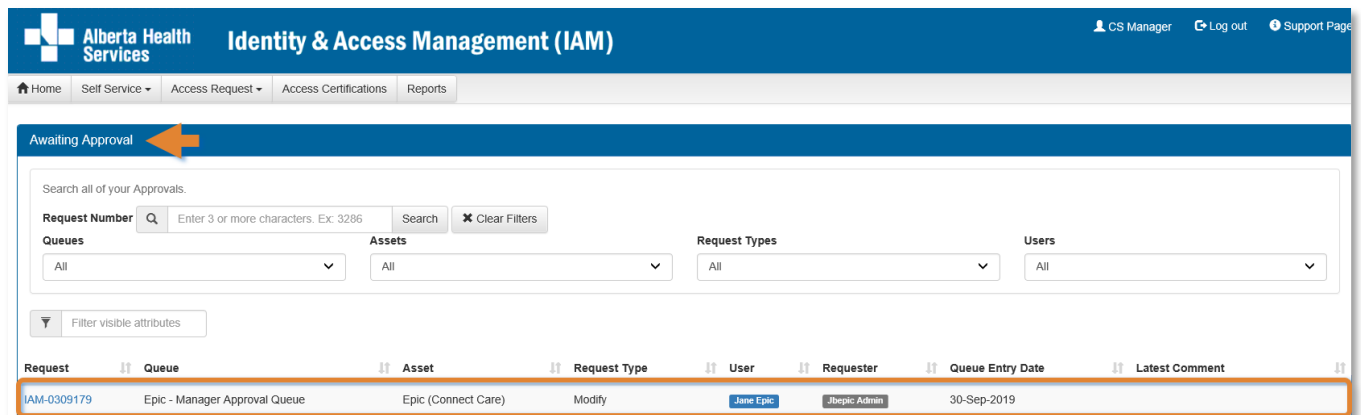 Alberta Health Services
Identity & Access Management (IAM)
CS Manager Log out Support Page
Home Self Service Access Request Access Certifications Reports
Awaiting Approval
Search all of your Approvals.
Request Number Enter 3 or more characters. Ex: 3286 Search Clear Filters
Queues Assets Request Types Users
All All All All
Filter visible attributes
Request Queue Asset Request Type User Requester Queue Entry Date Latest Comment
IAM-0309179 Epic - Manager Approval Queue Epic (Connect Care) Modify Jane Epic Jbepic Admin 30-Sep-2019